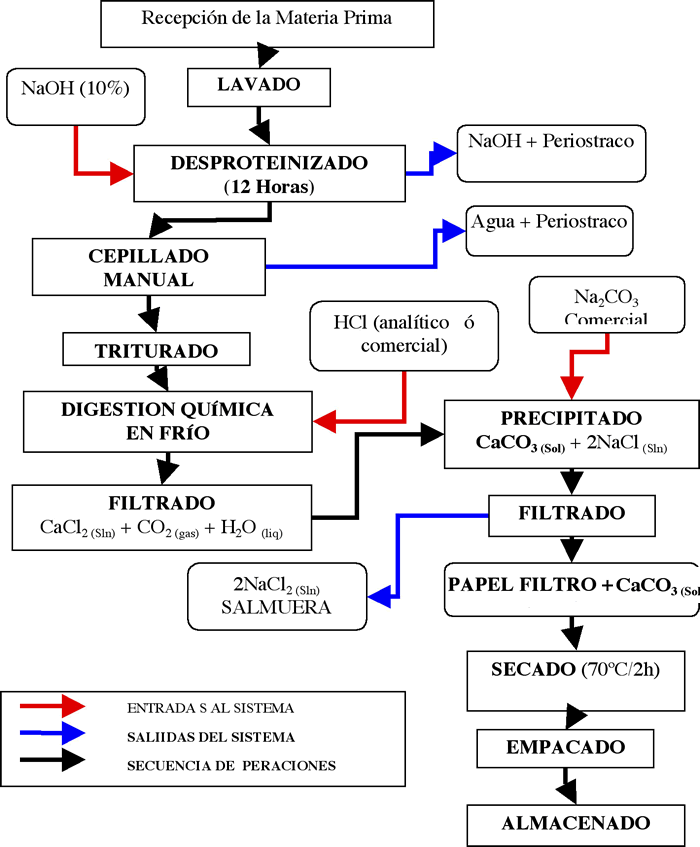 Recepción de la Materia Prima
LAVADO
NaOH (10%)
DESPROTEINIZADO
(12 Horas)
NaOH + Periostraco
CEPILLADO
MANUAL
Agua + Periostraco
TRITURADO
HCl (analítico ó
comercial)
DIGESTION QUÍMICA
EN FRÍO
FILTRADO
CaCl2 (Sln) + CO2 (gas) + H2O (liq)
Na2CO3
Comercial
PRECIPITADO
CaCO3 (Sol) + 2NaCl (Sln)
FILTRADO
2NaCl2 (Sln)
SALMUERA
PAPEL FILTRO + CaCO3 (Sol
SECADO (70ºC/2h)
EMPACADO
ALMACENADO
ENTRADA S AL SISTEMA
SALIIDAS DEL SISTEMA
SECUENCIA DE PERACIONES